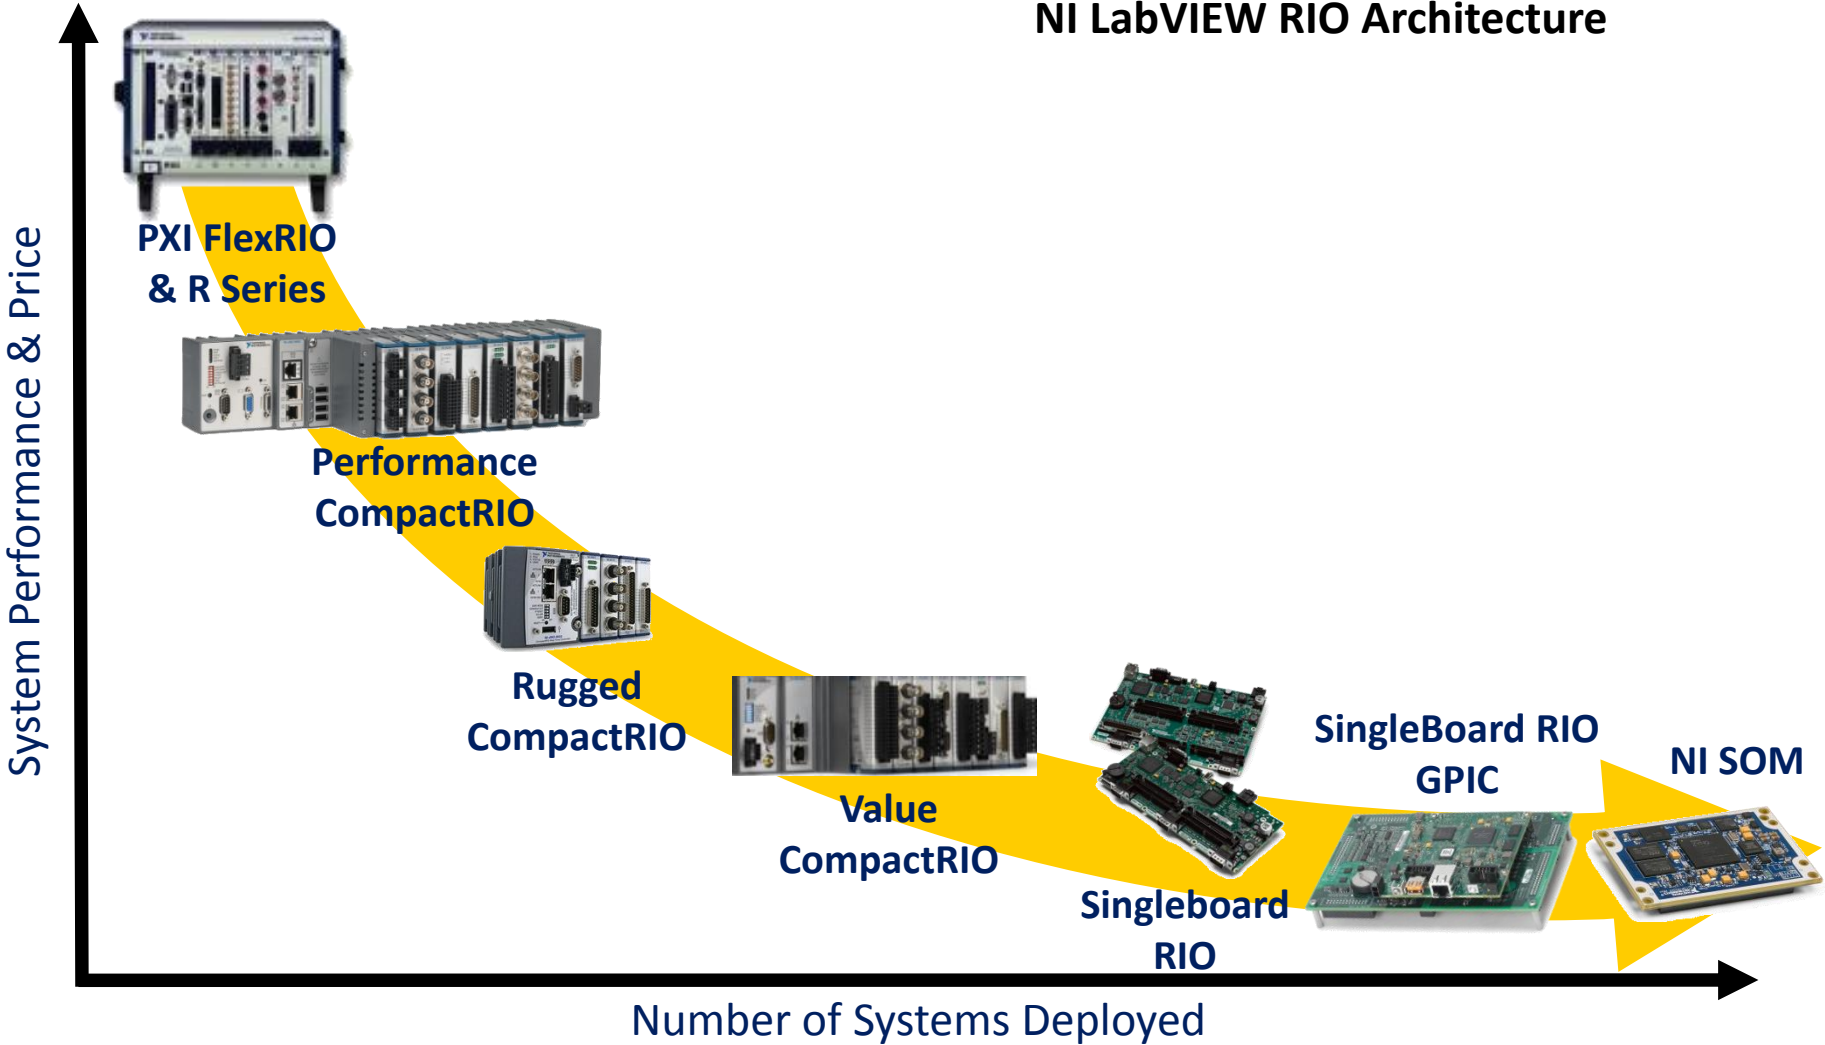 NI LabVIEW RIO Architecture
System Performance & Price
PXI FlexRIO
& R Series
Performance
CompactRIO
Rugged
CompactRIO
Value
CompactRIO
Singleboard
RIO
SingleBoard RIO
GPIC
NI SOM
Number of Systems Deployed